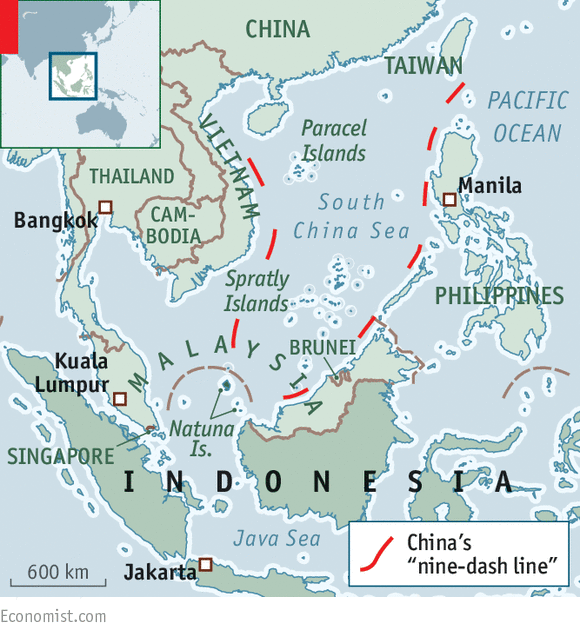 CHINA
TAIWAN
PACIFIC
OCEAN
Paracel
Islands
VIETNAM
THAILAND
Manila
South
China Sea
Bangkok
CAM-
BODIA
Spratly
Islands
PHILIPPINES
MALAYSIA
BRUNEI
Kuala
Lumpur
Natuna
Is.
SINGAPORE
INDONESIA
Java Sea
China's
“nine-dash line”
600 km
Jakarta
Economist.com